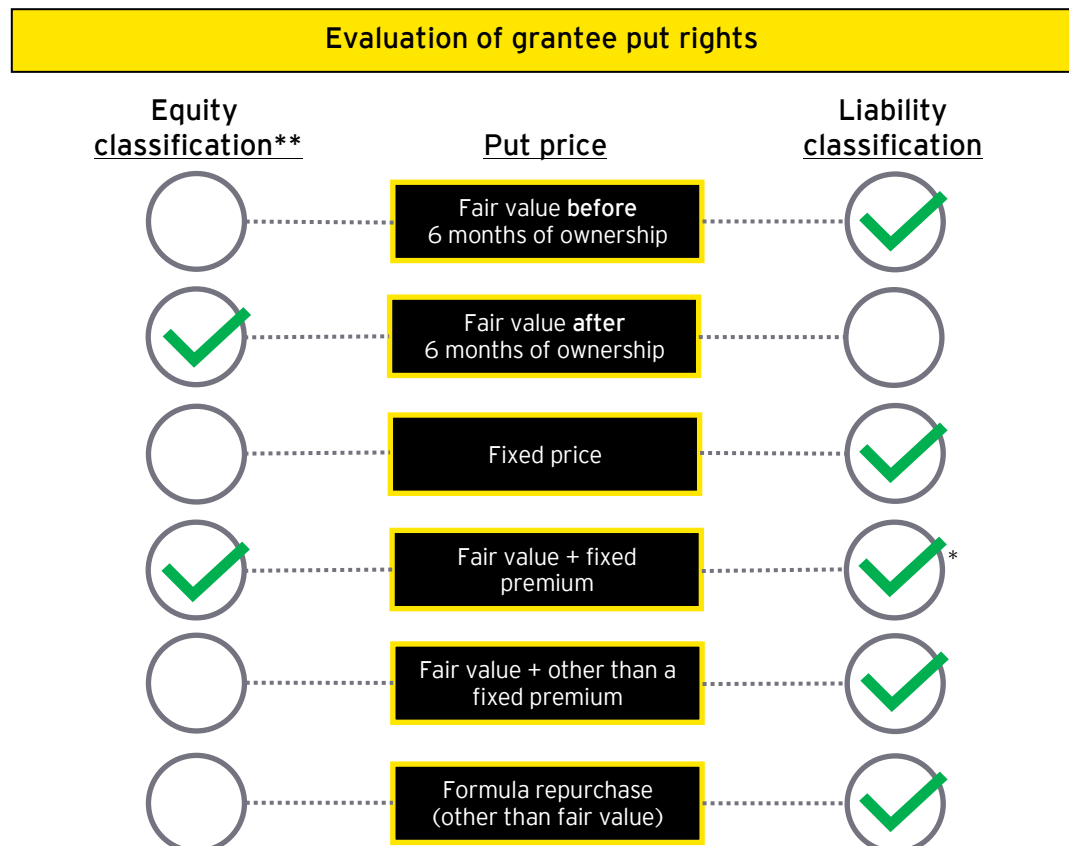 Evaluation of grantee put rights
Equity
classification**
Put price
Liability
classification
Fair value before
6 months of ownership
Fair value after
6 months of ownership
Fixed price
Fair value + fixed
premium
*
Fair value + other than a
fixed premium
Formula repurchase
(other than fair value)